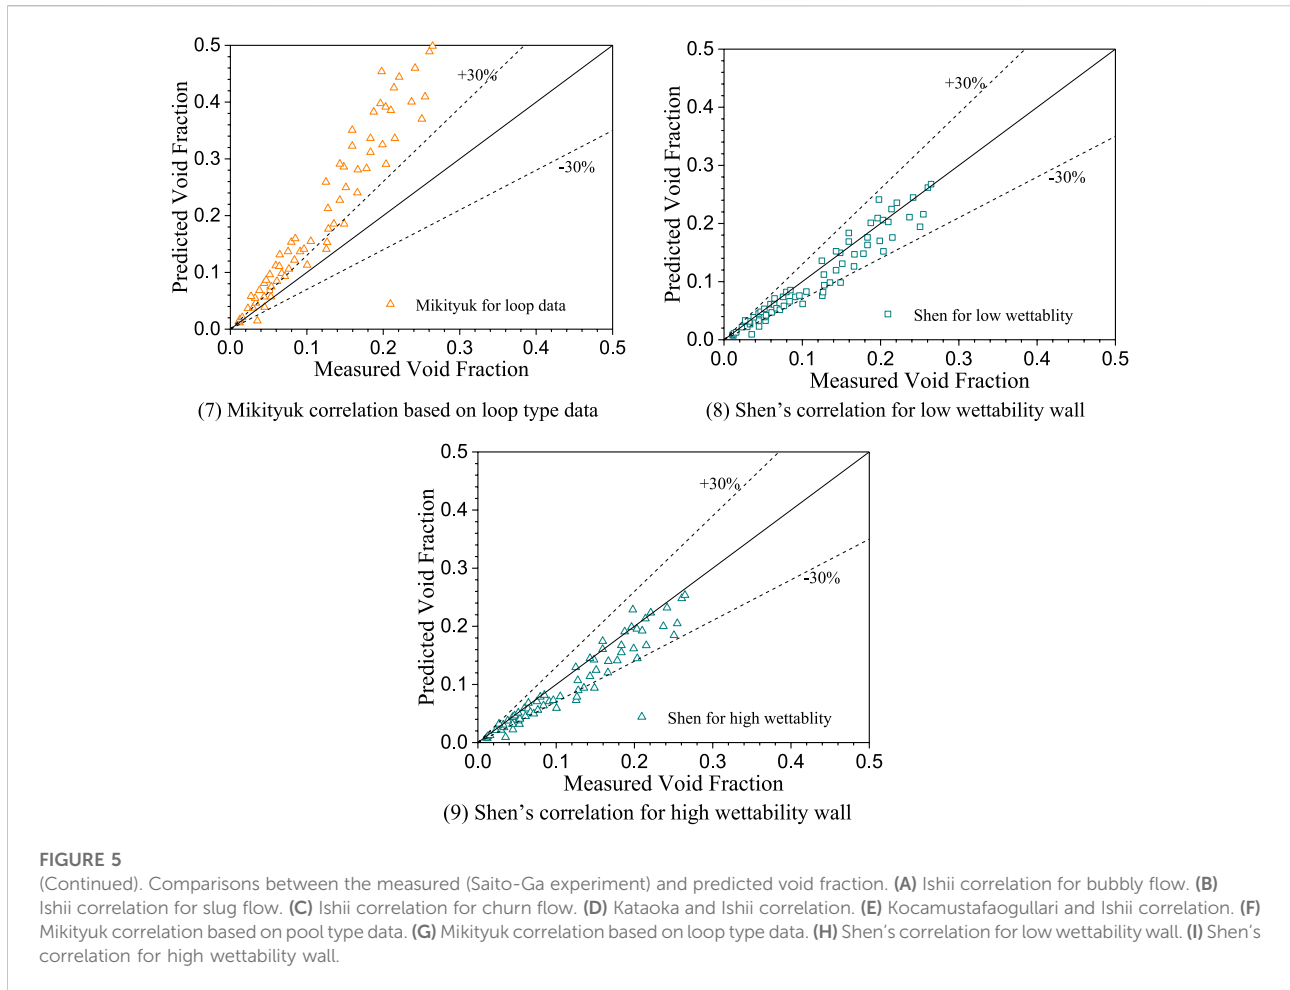 0.5
0.4
0.3
0.2
0.1
0.0
Predicted Void Fraction
+30%
-30%
Mikityuk for loop data
0.0 0.1 0.2 0.3 0.4 0.5
Measured Void Fraction
(7) Mikityuk correlation based on loop type data
0.5
0.4
0.3
0.2
0.1
0.0
Predicted Void Fraction
+30%
-30%
Shen for low wettablity
0.0 0.1 0.2 0.3 0.4 0.5
Measured Void Fraction
(8) Shen's correlation for low wettability wall
0.5
0.4
0.3
0.2
0.1
0.0
Predicted Void Fraction
+30%
-30%
Shen for high wettablity
0.0 0.1 0.2 0.3 0.4 0.5
Measured Void Fraction
(9) Shen's correlation for high wettability wall
FIGURE 5
(Continued). Comparisons between the measured (Saito-Ga experiment) and predicted void fraction. (A) Ishii correlation for bubbly flow. (B)
Ishii correlation for slug flow. (C) Ishii correlation for churn flow. (D) Kataoka and Ishii correlation. (E) Kocamustafaogullari and Ishii correlation. (F)
Mikityuk correlation based on pool type data. (G) Mikityuk correlation based on loop type data. (H) Shen's correlation for low wettability wall. (I) Shen's
correlation for high wettability wall.